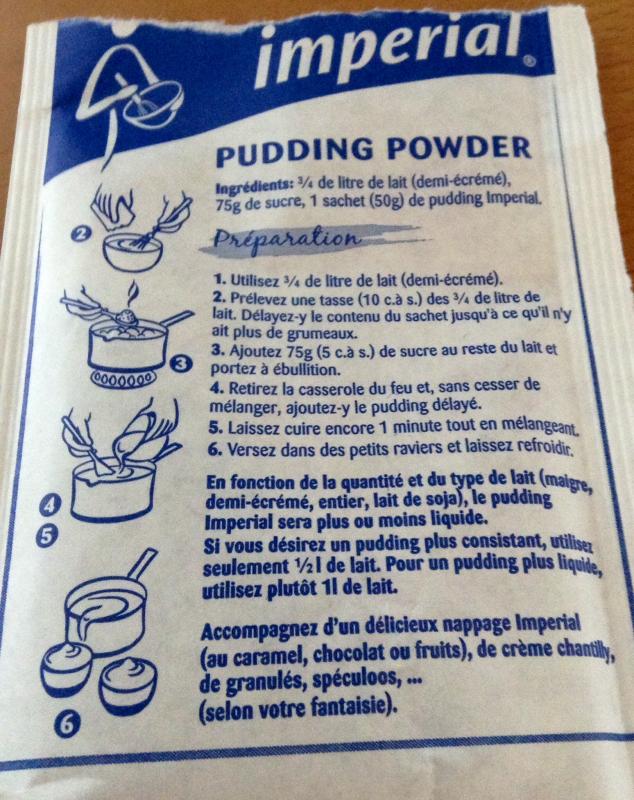 imperial®
PUDDING POWDER
Ingrédients: ¾ de litre de lait (demi-écrémé),
75g de sucre, 1 sachet (50g) de pudding Imperial.
Préparation
1. Utilisez ¾ de litre de lait (demi-écrémé).
2. Prélevez une tasse (10 c.à s.) des ¾ de litre de
lait. Délayez-y le contenu du sachet jusqu'à ce qu'il n'y
ait plus de grumeaux.
3. Ajoutez 75g (5 c.à s.) de sucre au reste du lait et
portez à ébullition.
4. Retirez la casserole du feu et, sans cesser de
mélanger, ajoutez-y le pudding délayé.
5. Laissez cuire encore 1 minute tout en mélangeant.
6. Versez dans des petits raviers et laissez refroidir.
En fonction de la quantité et du type de lait (maigre,
demi-écrémé, entier, lait de soja), le pudding
Imperial sera plus ou moins liquide.
Si vous désirez un pudding plus consistant, utilisez
seulement ½ l de lait. Pour un pudding plus liquide,
utilisez plutôt 1l de lait.
Accompagnez d'un délicieux nappage Imperial
(au caramel, chocolat ou fruits), de crème chantilly,
de granulés, spéculoos, ...
(selon votre fantaisie).
2
3
4
5
6